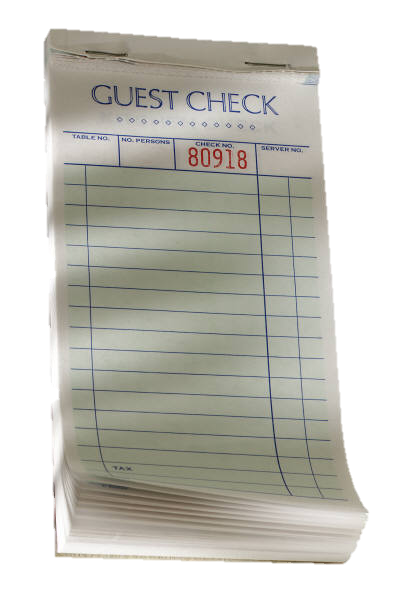 GUEST CHECK
TABLE NO. NO. PERSONS CHECK NO. SERVER NO.
80918
TAX